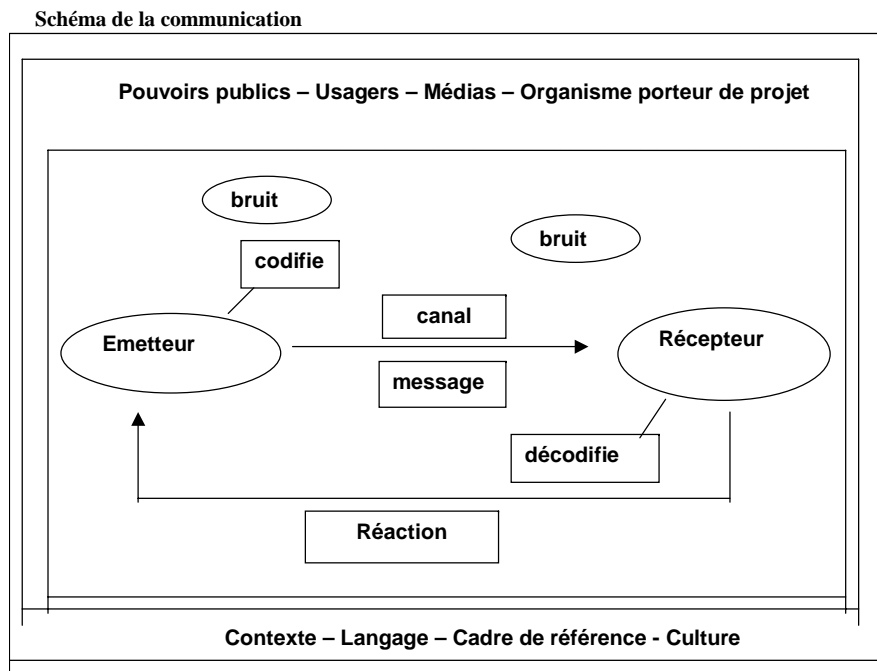 Schéma de la communication
Pouvoirs publics – Usagers – Médias – Organisme porteur de projet
bruit
bruit
codifie
canal
Emetteur
Récepteur
message
décodifie
Réaction
Contexte – Langage – Cadre de référence - Culture